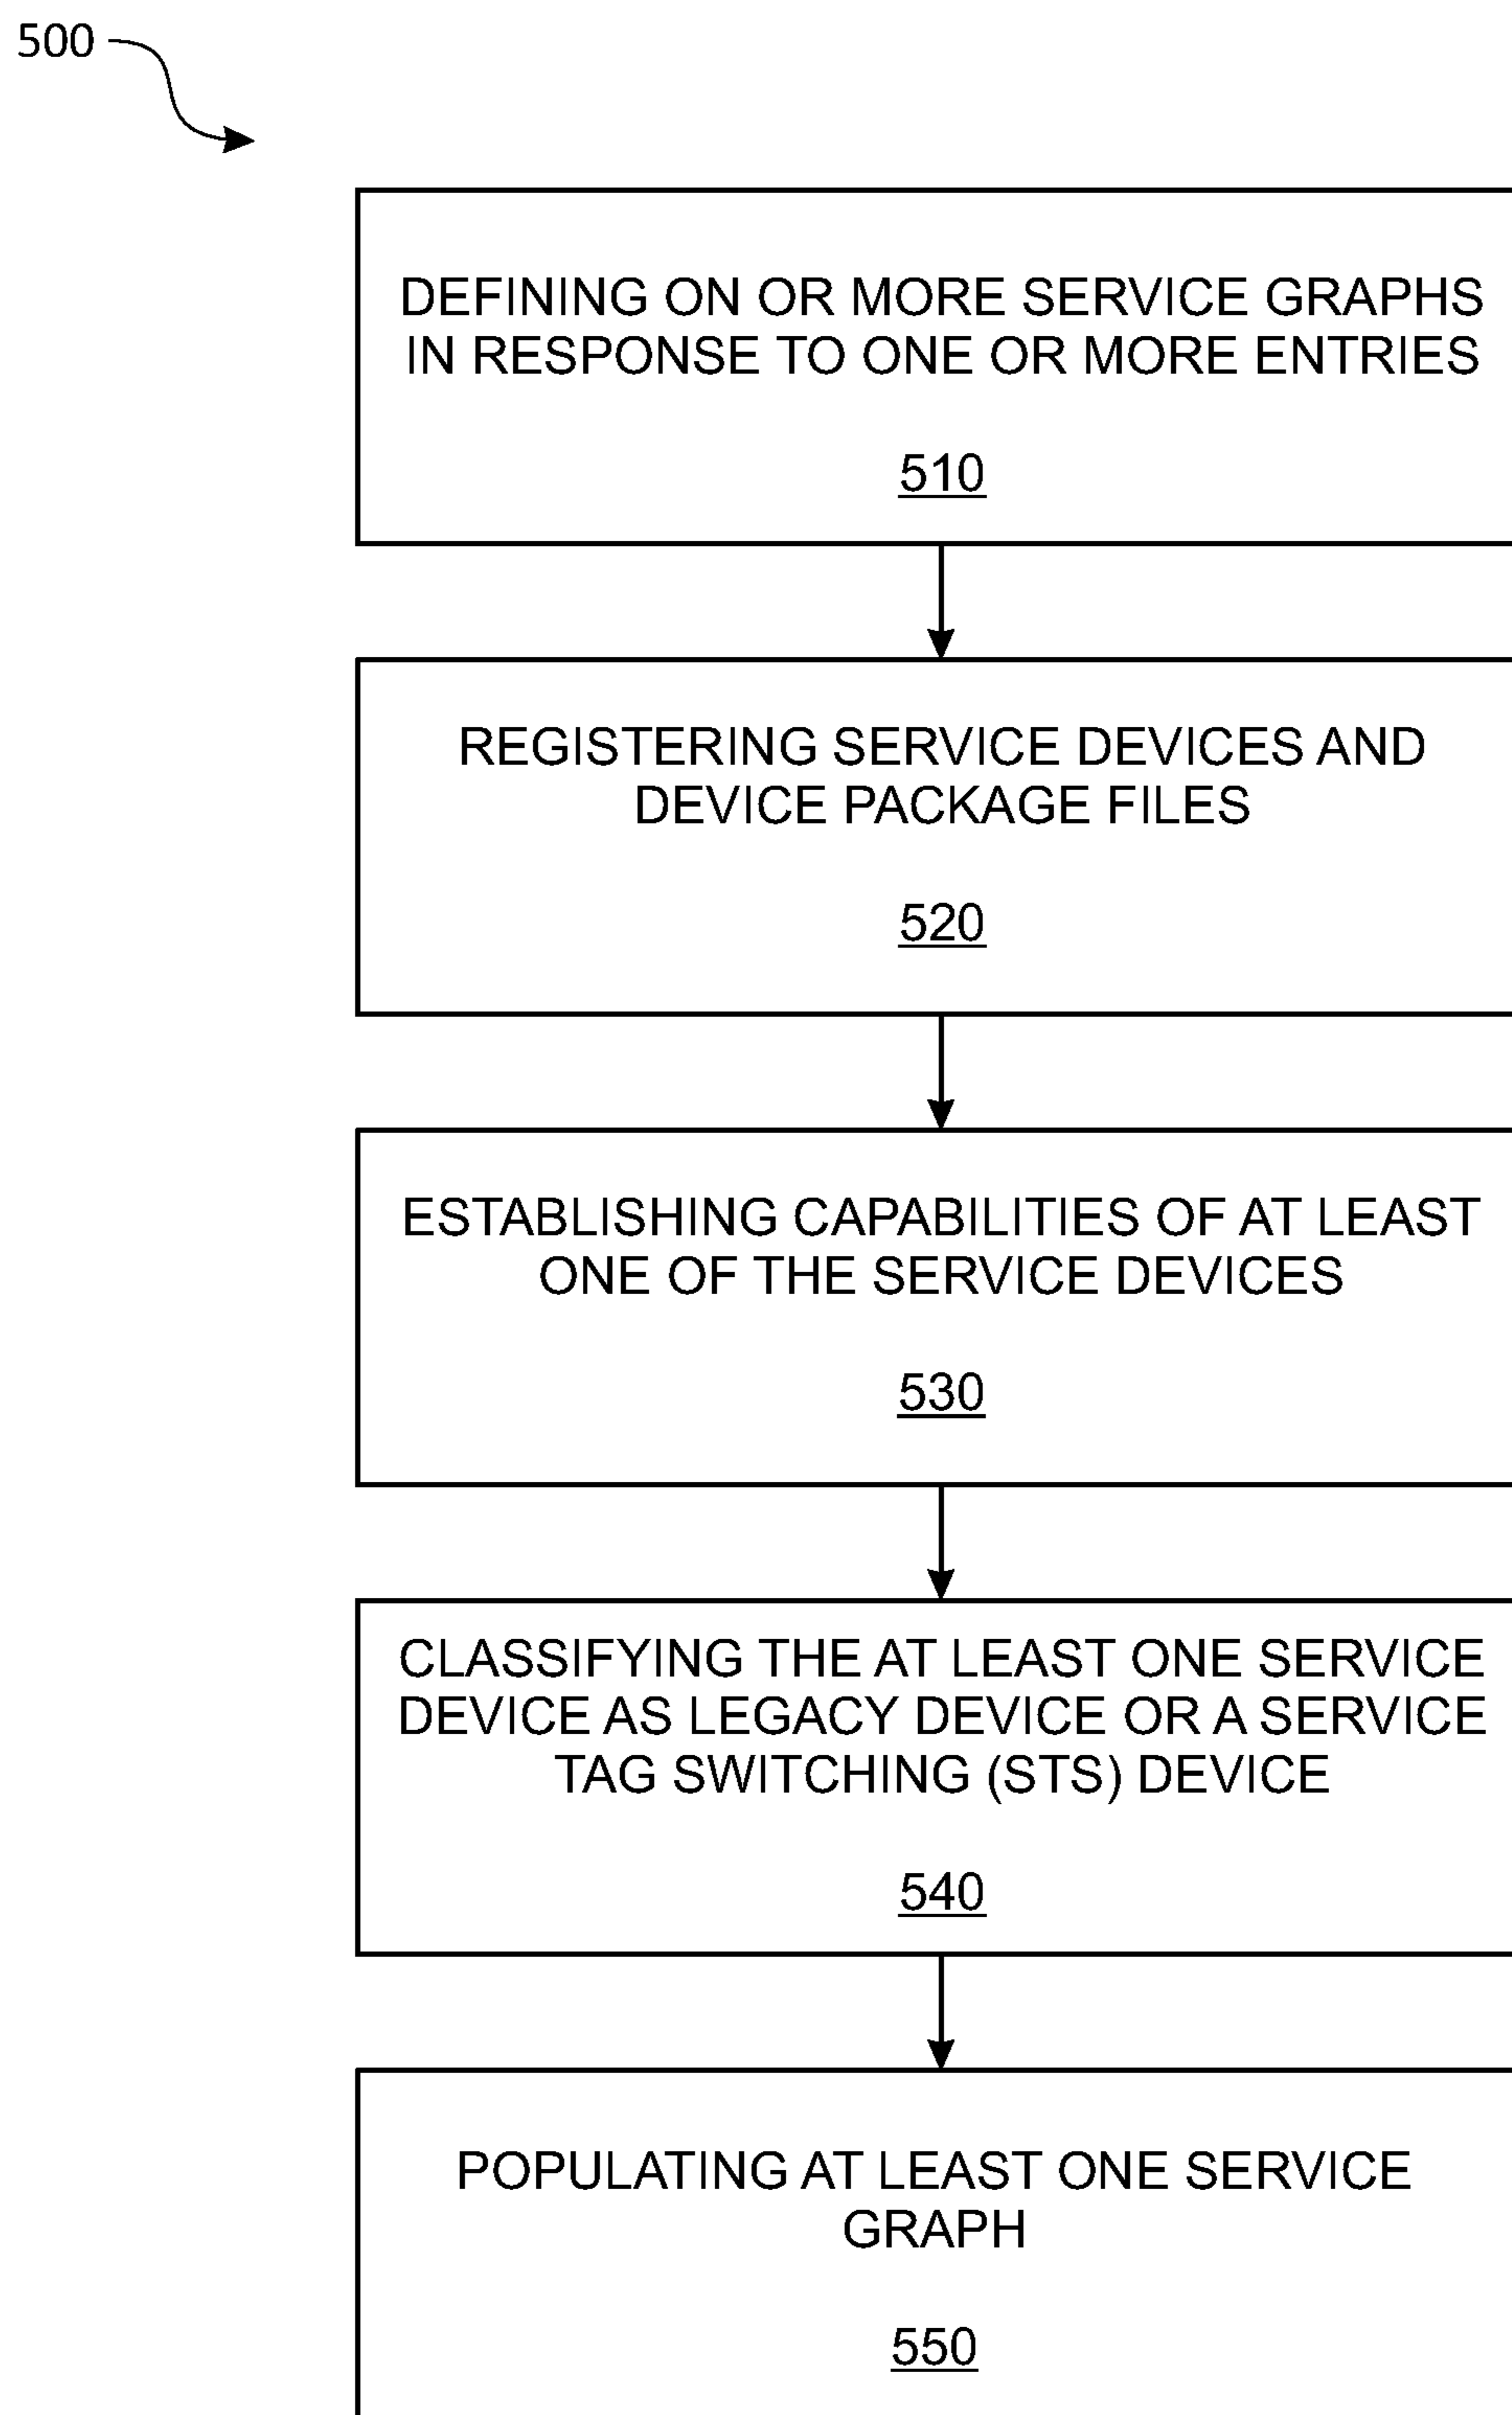 500
DEFINING ON OR MORE SERVICE GRAPHS
IN RESPONSE TO ONE OR MORE ENTRIES
510
REGISTERING SERVICE DEVICES AND
DEVICE PACKAGE FILES
520
ESTABLISHING CAPABILITIES OF AT LEAST
ONE OF THE SERVICE DEVICES
530
CLASSIFYING THE AT LEAST ONE SERVICE
DEVICE AS LEGACY DEVICE OR A SERVICE
TAG SWITCHING (STS) DEVICE
540
POPULATING AT LEAST ONE SERVICE
GRAPH
550